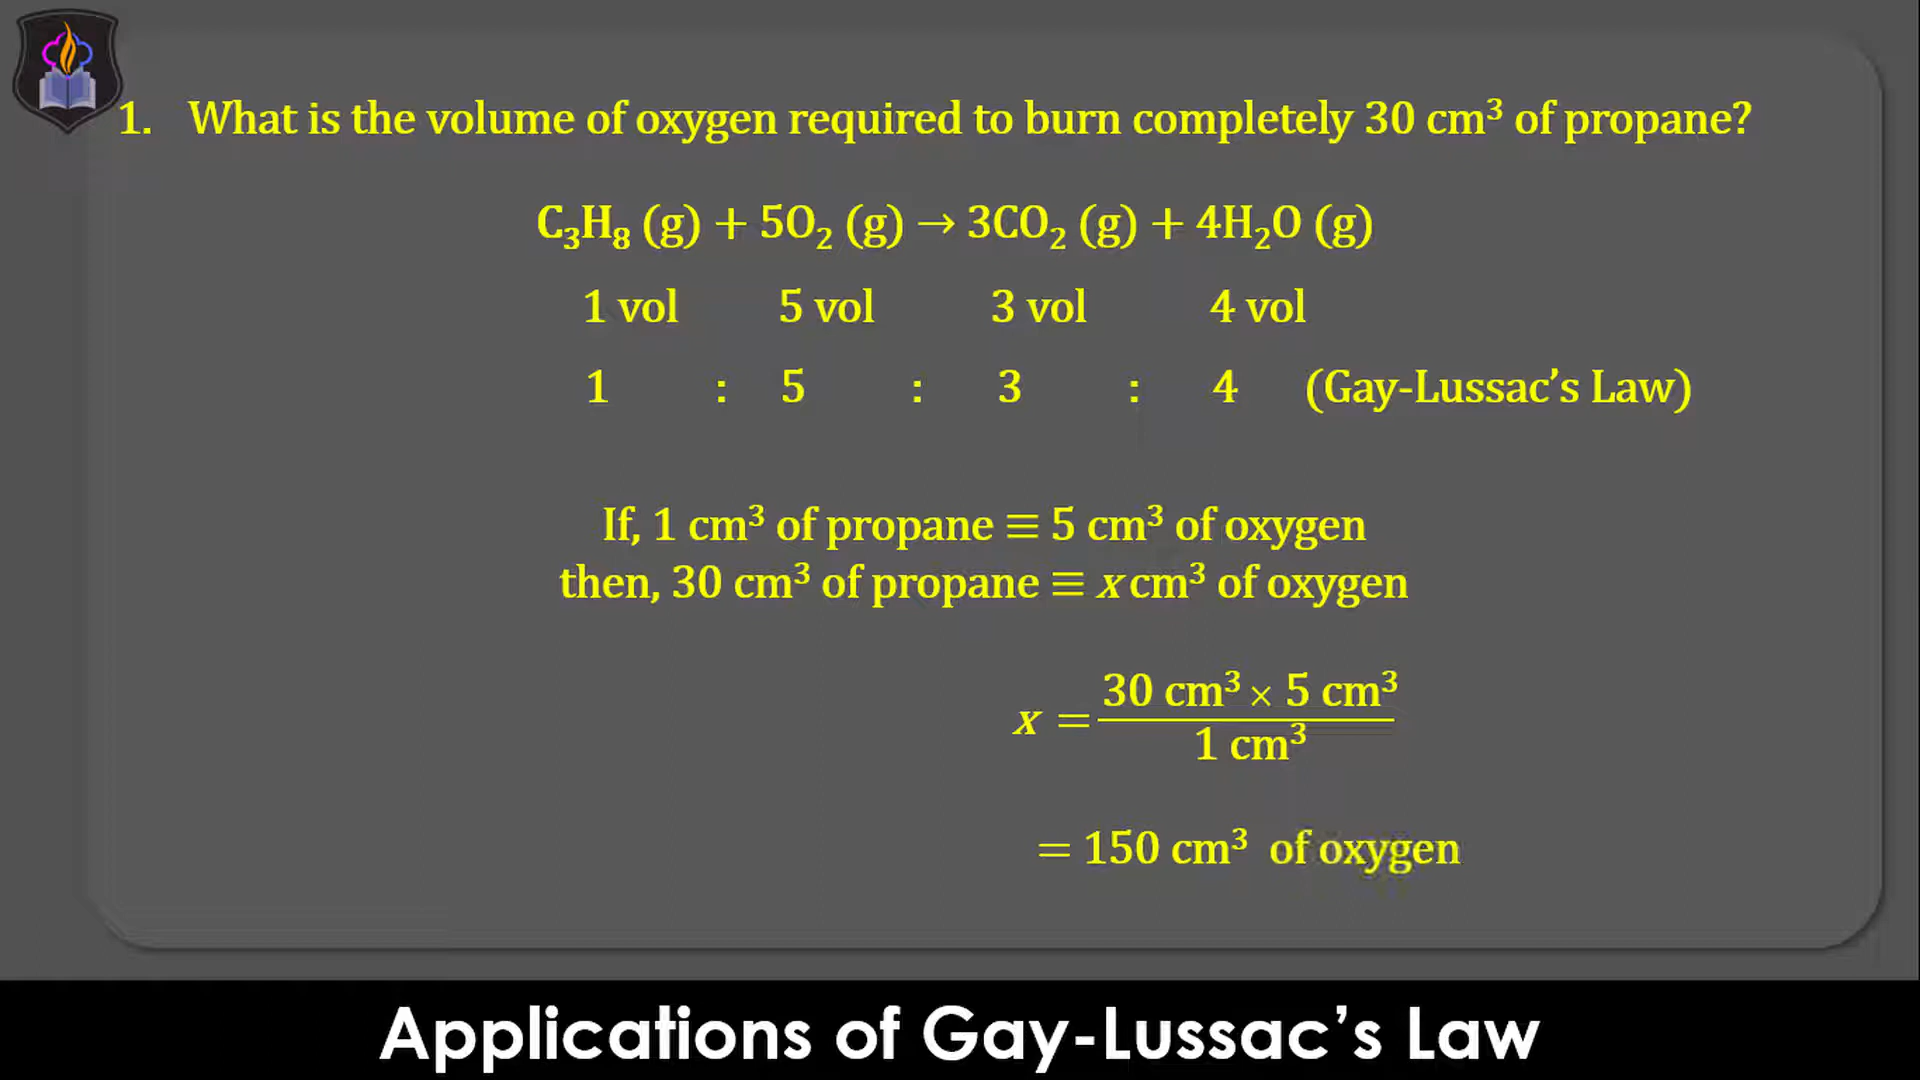 1. What is the volume of oxygen required to burn completely 30 cm³ of propane?
C₃H₈ (g) + 5O₂ (g) → 3CO₂ (g) + 4H₂O (g)
1 vol 5 vol 3 vol 4 vol
1 : 5 : 3 : 4 (Gay-Lussac’s Law)
If, 1 cm³ of propane ≡ 5 cm³ of oxygen
then, 30 cm³ of propane ≡ x cm³ of oxygen
30 cm³ × 5 cm³
x =
1 cm³
= 150 cm³ of oxygen
Applications of Gay-Lussac’s Law